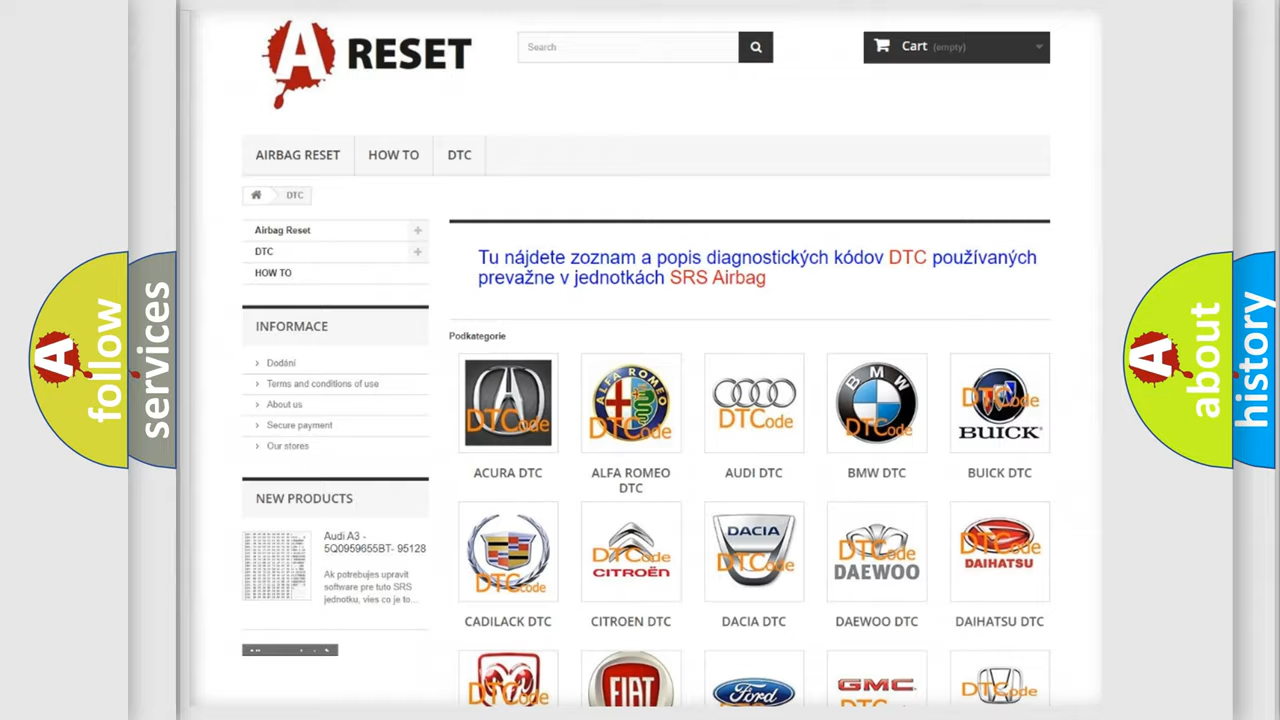 A RESET
Search
Cart (empty)
AIRBAG RESET
HOW TO
DTC
DTC
Airbag Reset
DTC
HOW TO
INFORMACE
Dodání
Terms and conditions of use
About us
Secure payment
Our stores
NEW PRODUCTS
Audi A3 -
5Q0959655BT- 95128
Ak potrebujes upravit
software pre tuto SRS
jednotku, vies co je to...
Tu nájdete zoznam a popis diagnostických kódov DTC používaných
prevažne v jednotkách SRS Airbag
Podkategorie
DTCode
ACURA DTC
ALFA ROMEO
DTCode
ALFA ROMEO
DTC
DTCode
AUDI DTC
BMW
DTCode
BMW DTC
DTCode
BUICK
BUICK DTC
DTCode
CADILACK DTC
DTCode
CITROËN
CITROEN DTC
DACIA
DTCode
DACIA DTC
DTCode
DAEWOO
DAEWOO DTC
DTCode
DAIHATSU
DAIHATSU DTC
DTCode
FIAT
Ford
GMC
DTCode
A follow
services
A about
history